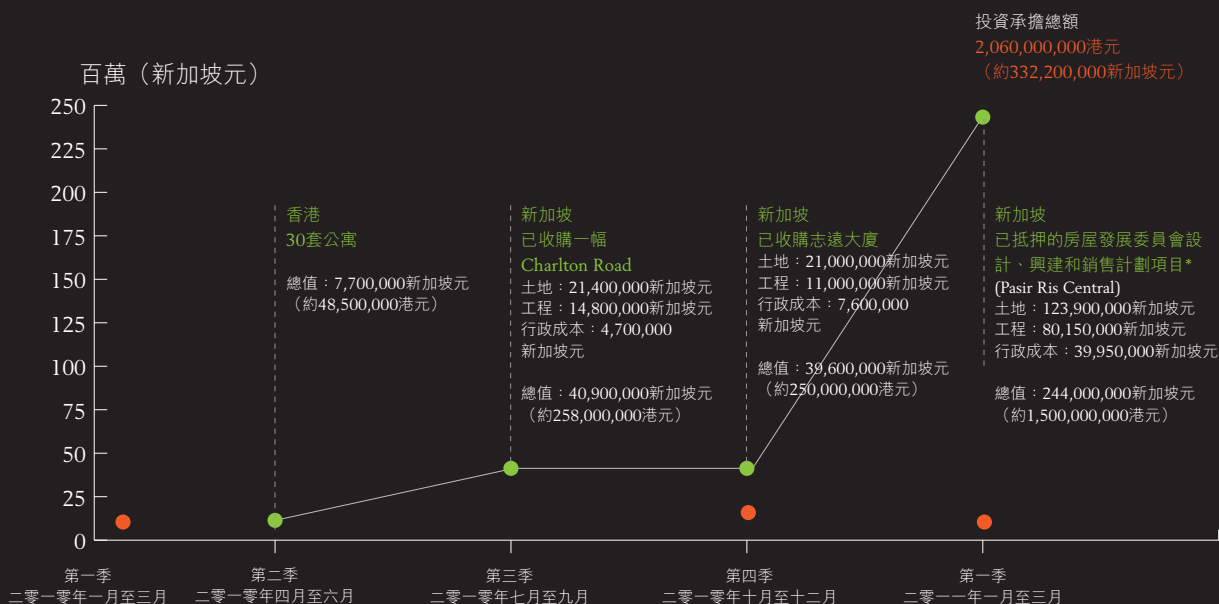 投資承擔總額
2,060,000,000港元
（約332,200,000新加坡元）
百萬（新加坡元）
250
225
200
175
150
125
100
75
50
25
0
香港
30套公寓
總值：7,700,000新加坡元
（約48,500,000港元）
新加坡
已收購一幅
Charlton Road
土地：21,400,000新加坡元
工程：14,800,000新加坡元
行政成本：4,700,000
新加坡元
總值：40,900,000新加坡元
（約258,000,000港元）
新加坡
已收購志遠大廈
土地：21,000,000新加坡元
工程：11,000,000新加坡元
行政成本：7,600,000
新加坡元
總值：39,600,000新加坡元
（約250,000,000港元）
新加坡
已抵押的房屋發展委員會設
計、興建和銷售計劃項目*
(Pasir Ris Central)
土地：123,900,000新加坡元
工程：80,150,000新加坡元
行政成本：39,950,000新加坡元
總值：244,000,000新加坡元
（約1,500,000,000港元）
第一季
二零一零年一月至三月
第二季
二零一零年四月至六月
第三季
二零一零年七月至九月
第四季
二零一零年十月至十二月
第一季
二零一一年一月至三月